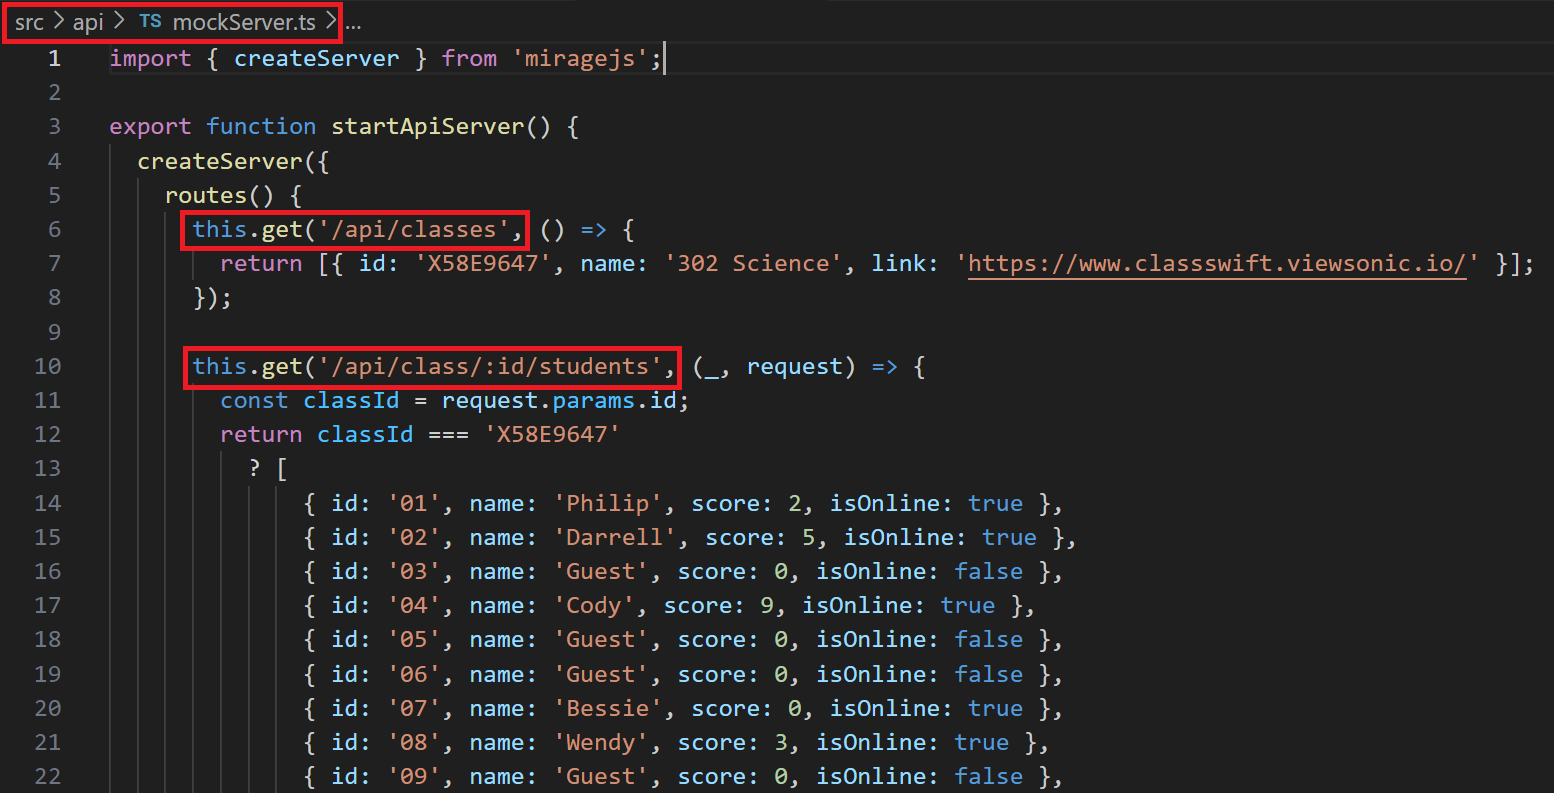 src > api > TS mockServer.ts > ...
1 import { createServer } from 'miragejs';
2
3 export function startApiServer() {
4   createServer({
5     routes() {
6       this.get('/api/classes', () => {
7         return [{ id: 'X58E9647', name: '302 Science', link: 'https://www.classswift.viewsonic.io/' }];
8       });
9
10       this.get('/api/class/:id/students', (_, request) => {
11         const classId = request.params.id;
12         return classId === 'X58E9647'
13           ? [
14               { id: '01', name: 'Philip', score: 2, isOnline: true },
15               { id: '02', name: 'Darrell', score: 5, isOnline: true },
16               { id: '03', name: 'Guest', score: 0, isOnline: false },
17               { id: '04', name: 'Cody', score: 9, isOnline: true },
18               { id: '05', name: 'Guest', score: 0, isOnline: false },
19               { id: '06', name: 'Guest', score: 0, isOnline: false },
20               { id: '07', name: 'Bessie', score: 0, isOnline: true },
21               { id: '08', name: 'Wendy', score: 3, isOnline: true },
22               { id: '09', name: 'Guest', score: 0, isOnline: false },